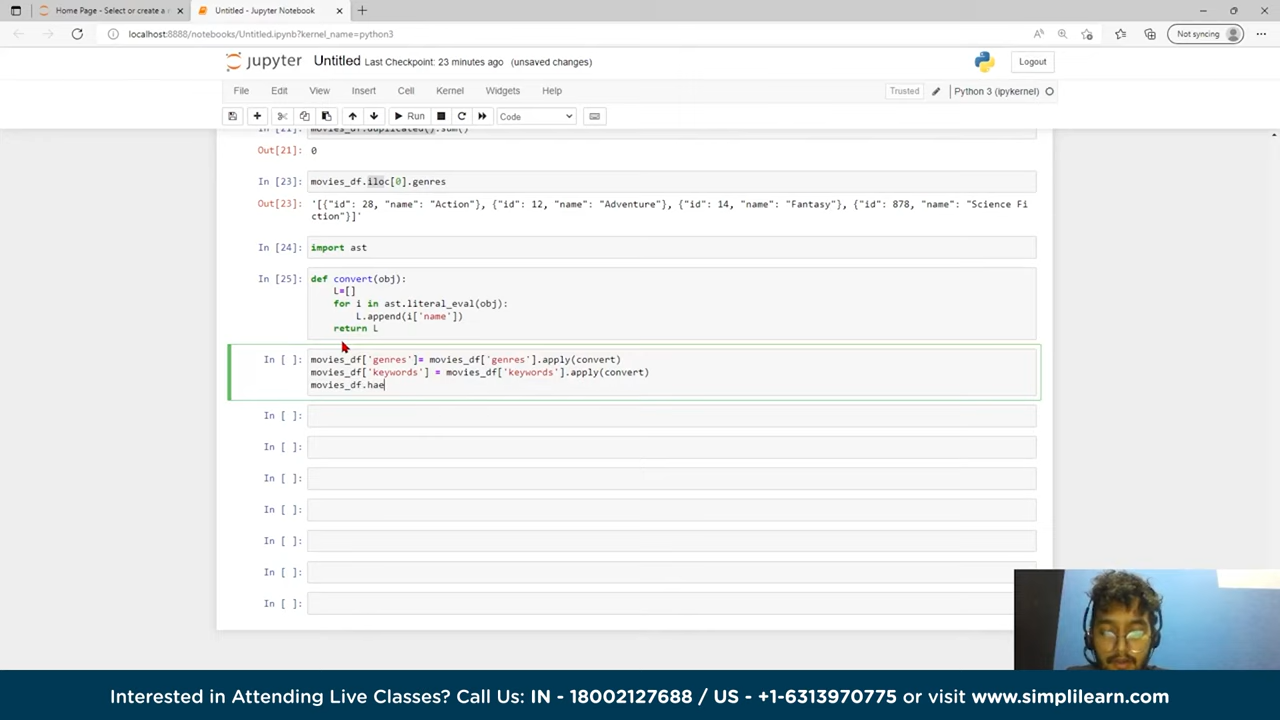 Home Page - Select or create a n
Untitled - Jupyter Notebook
localhost:8888/notebooks/Untitled.ipynb?kernel_name=python3
Not syncing
jupyter Untitled Last Checkpoint: 23 minutes ago (unsaved changes)
Logout
File Edit View Insert Cell Kernel Widgets Help
Trusted
Python 3 (ipykernel)
Run
Code
In [21]: movies_df.duplicated().sum()
Out[21]: 0
In [23]: movies_df.iloc[0].genres
Out[23]: '[{"id": 28, "name": "Action"}, {"id": 12, "name": "Adventure"}, {"id": 14, "name": "Fantasy"}, {"id": 878, "name": "Science Fi
ction"}]'
In [24]: import ast
In [25]: def convert(obj):
L=[]
for i in ast.literal_eval(obj):
L.append(i['name'])
return L
In [ ]: movies_df['genres']= movies_df['genres'].apply(convert)
movies_df['keywords'] = movies_df['keywords'].apply(convert)
movies_df.hae
In [ ]:
In [ ]:
In [ ]:
In [ ]:
In [ ]:
In [ ]:
In [ ]:
Interested in Attending Live Classes? Call Us: IN - 18002127688 / US - +1-6313970775 or visit www.simplilearn.com